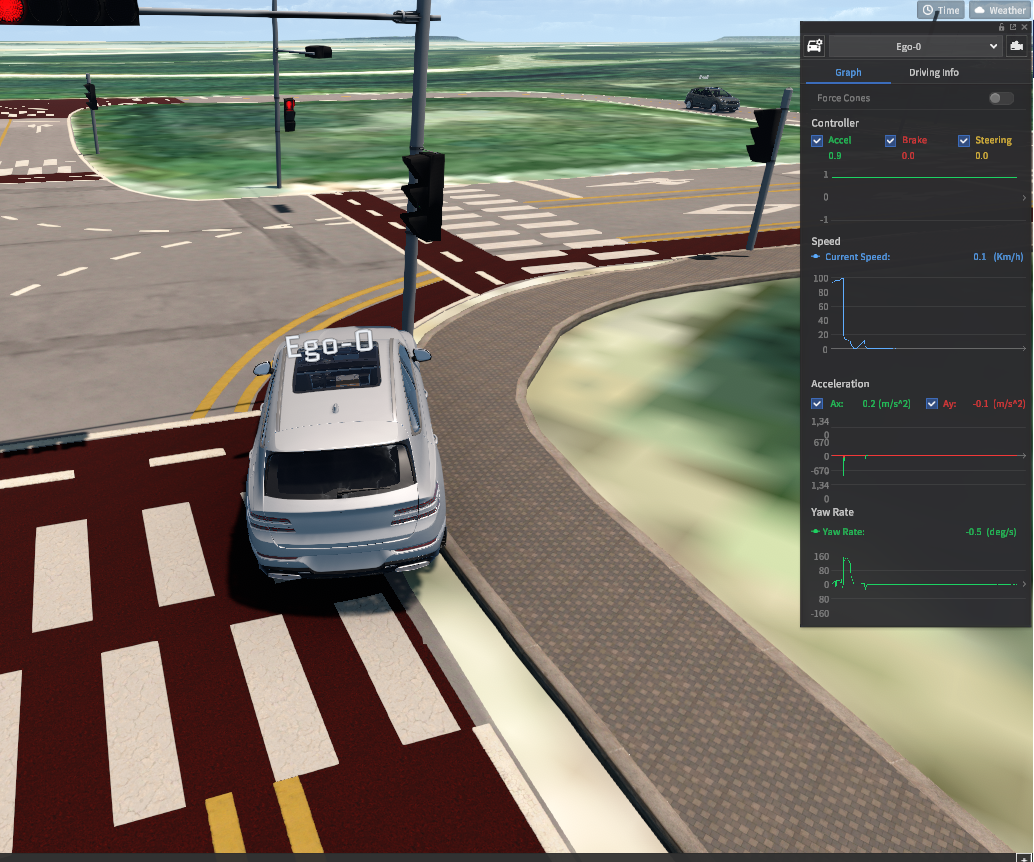 Time Weather
Ego-0
Graph Driving Info
Force Cones
Controller
Accel Brake Steering
0.9 0.0 0.0
1
0
-1
Speed
Current Speed: 0.1 (Km/h)
100
80
60
40
20
0
Acceleration
Ax: 0.2 (m/s^2) Ay: -0.1 (m/s^2)
1,34
0
670
0
-670
1,34
0
Yaw Rate
Yaw Rate: -0.5 (deg/s)
160
80
0
80
-160
Ego-0